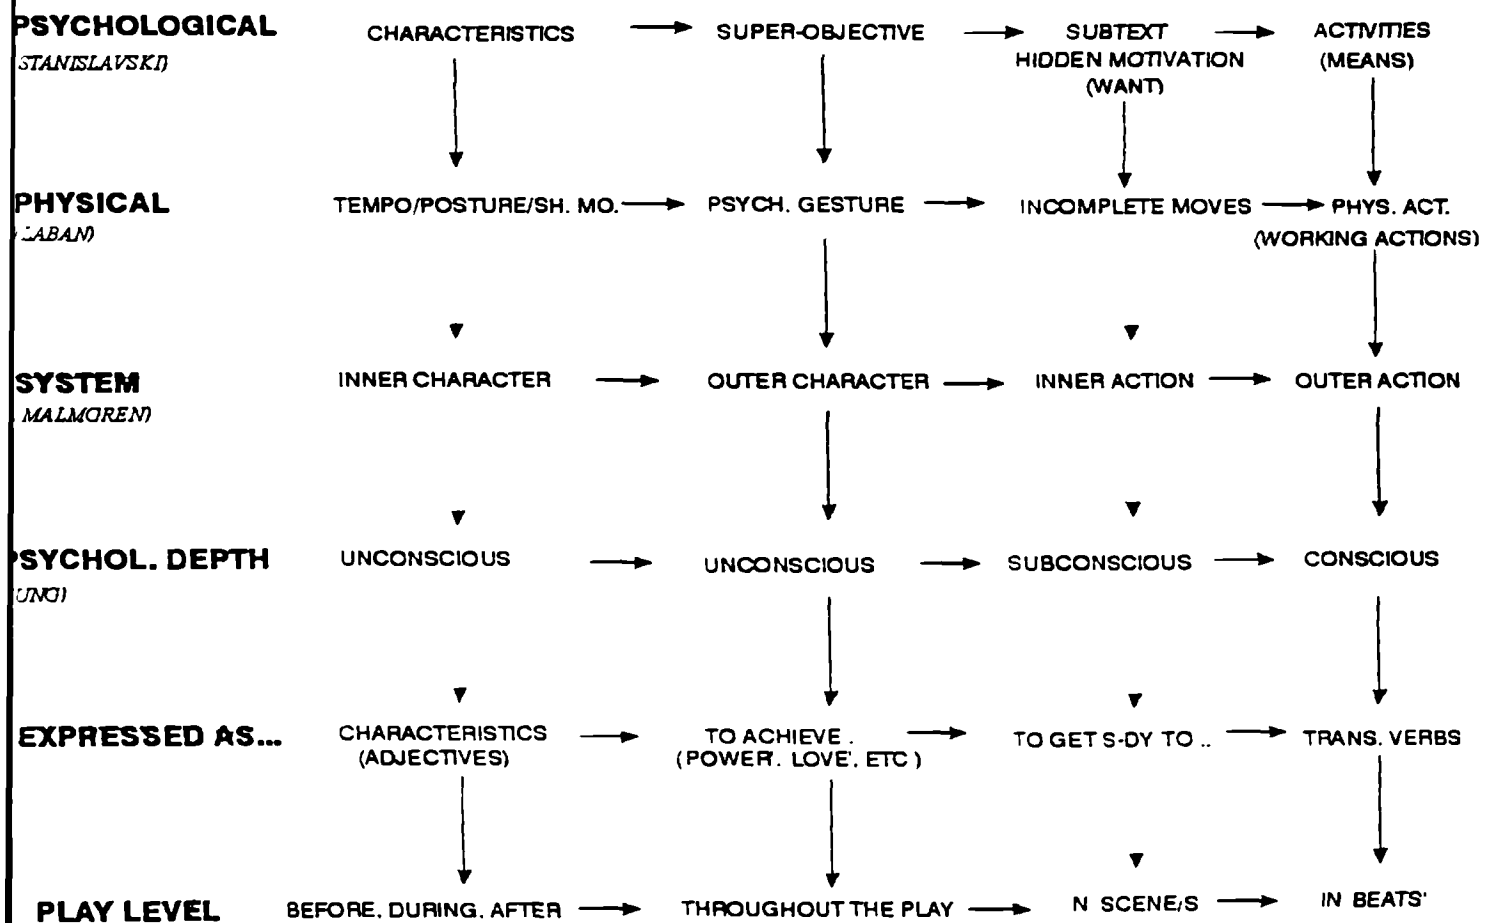 PSYCHOLOGICAL CHARACTERISTICS SUPER-OBJECTIVE SUBTEXT ACTIVITIES
STANISLAVSKI) HIDDEN MOTIVATION (MEANS)
(WANT)
PHYSICAL TEMPO/POSTURE/SH. MO. PSYCH. GESTURE INCOMPLETE MOVES PHYS. ACT.
LABAN) (WORKING ACTIONS)
SYSTEM INNER CHARACTER OUTER CHARACTER INNER ACTION OUTER ACTION
MALMGREN)
PSYCHOL. DEPTH UNCONSCIOUS UNCONSCIOUS SUBCONSCIOUS CONSCIOUS
UNG)
EXPRESSED AS... CHARACTERISTICS TO ACHIEVE . TO GET S-DY TO .. TRANS. VERBS
(ADJECTIVES) (POWER'. LOVE'. ETC )
PLAY LEVEL BEFORE. DURING. AFTER THROUGHOUT THE PLAY N SCENE/S IN BEATS'